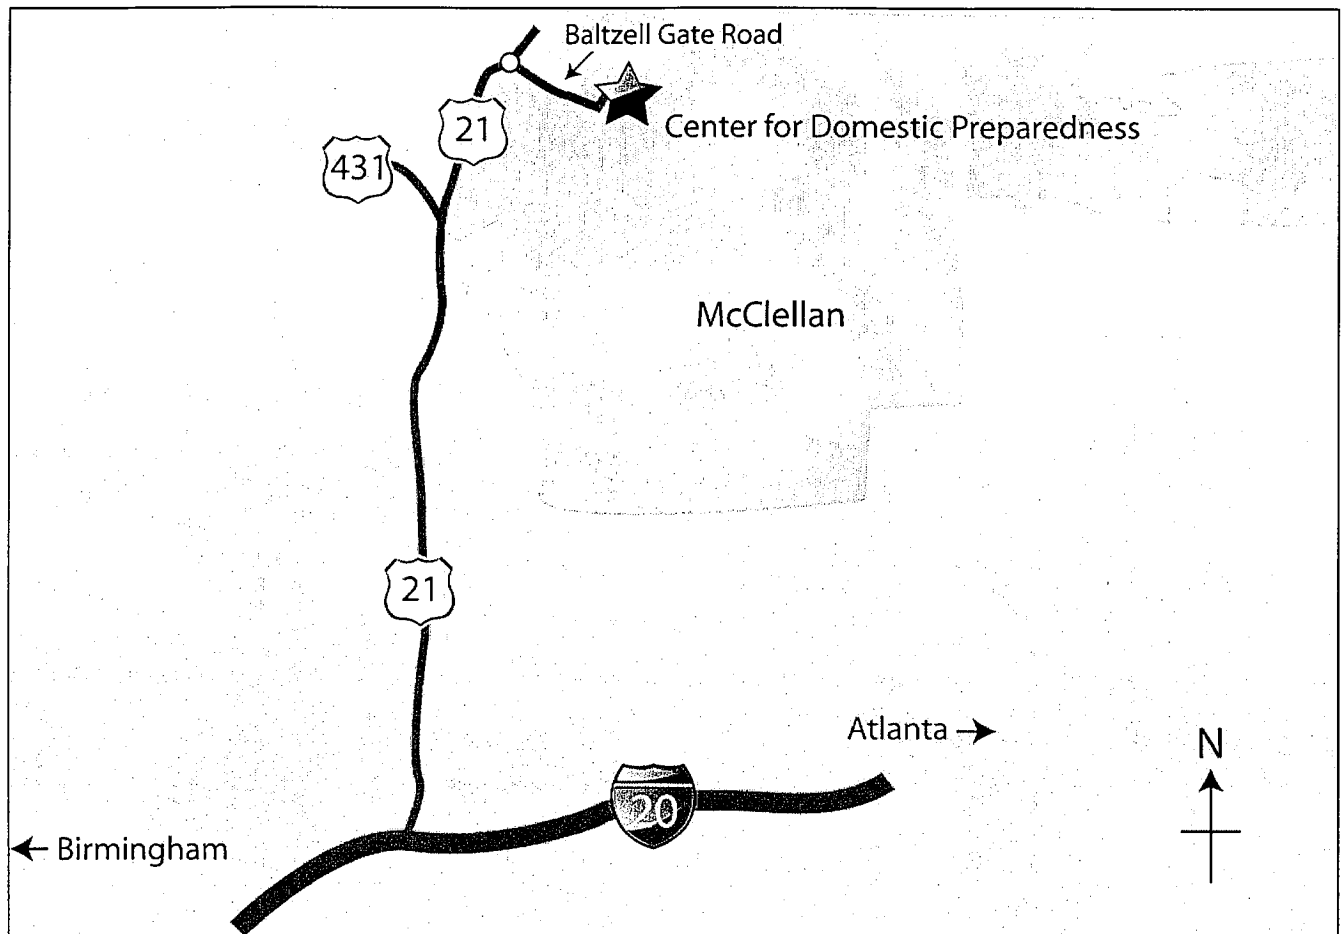 Baltzell Gate Road
21
Center for Domestic Preparedness
431
McClellan
21
Atlanta
N
20
Birmingham